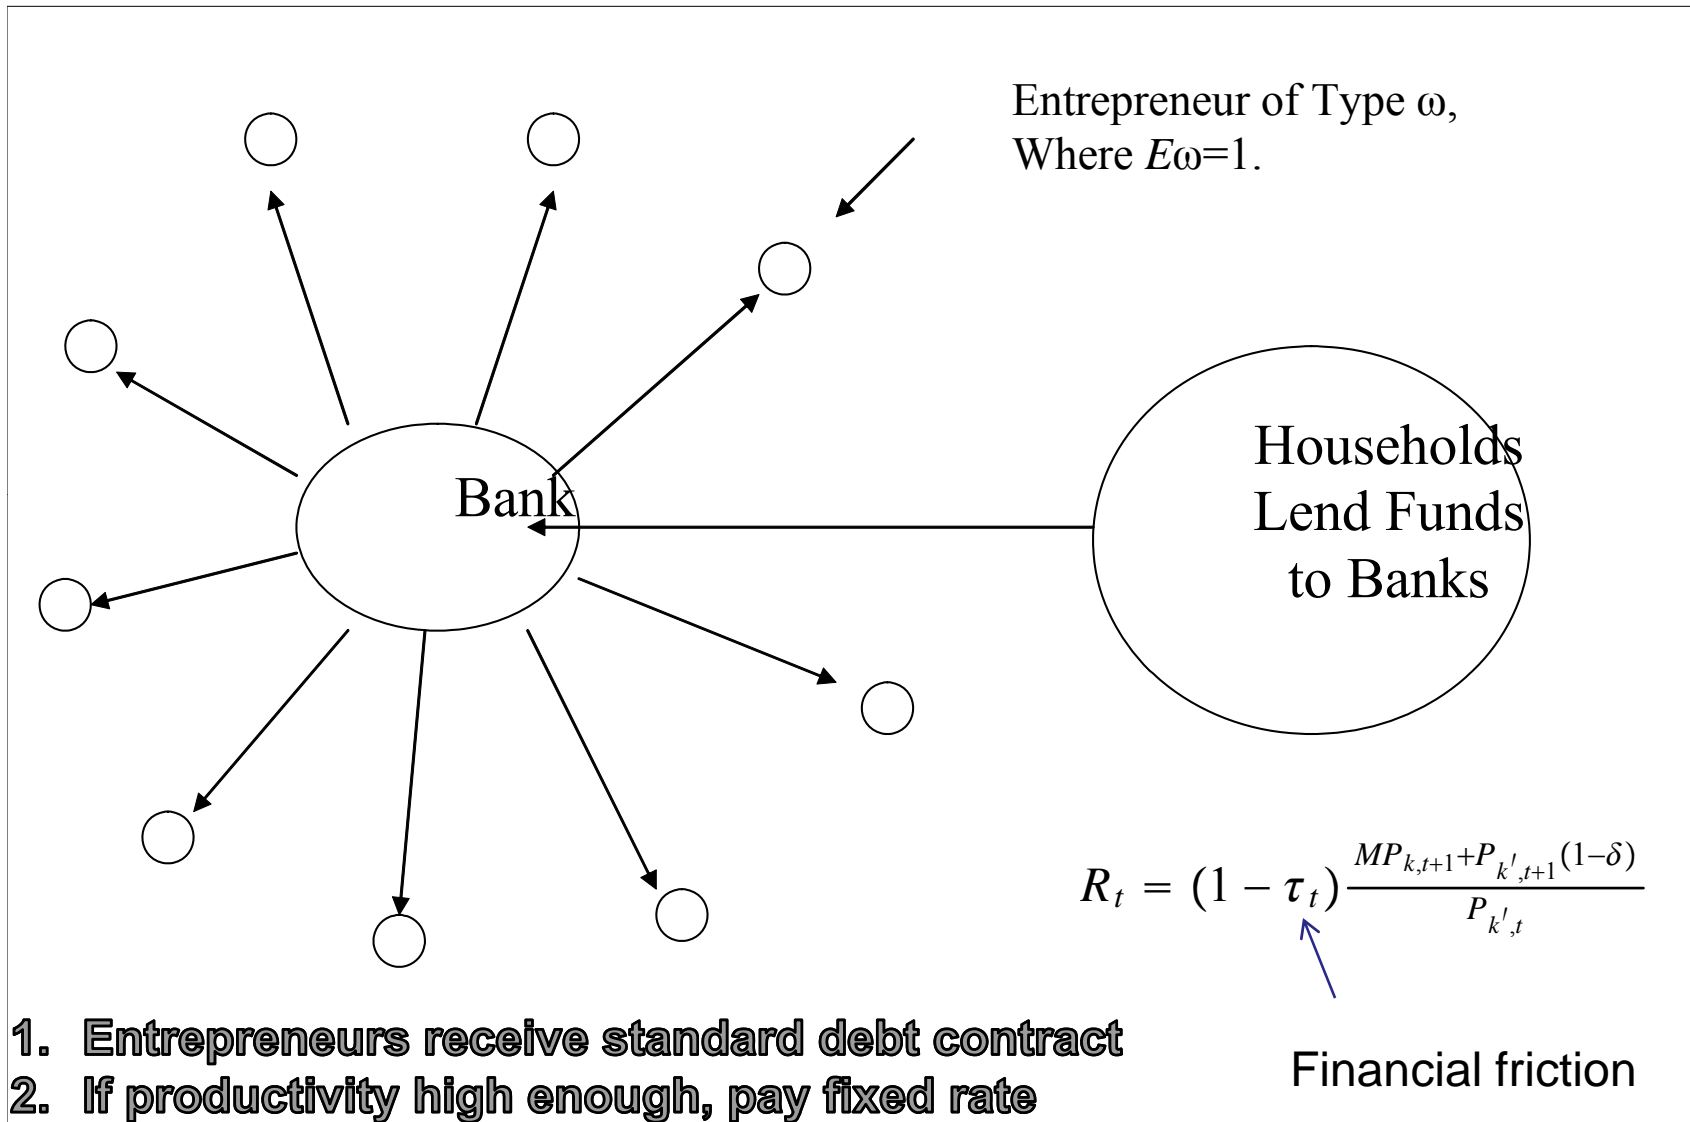 Entrepreneur of Type ω,
Where Eω=1.
Bank
Households
Lend Funds
to Banks
R_t = (1 − τ_t) \frac{MP_{k,t+1}+P_{k′,t+1}(1−δ)}{P_{k′,t}}
Financial friction
1. Entrepreneurs receive standard debt contract
2. If productivity high enough, pay fixed rate